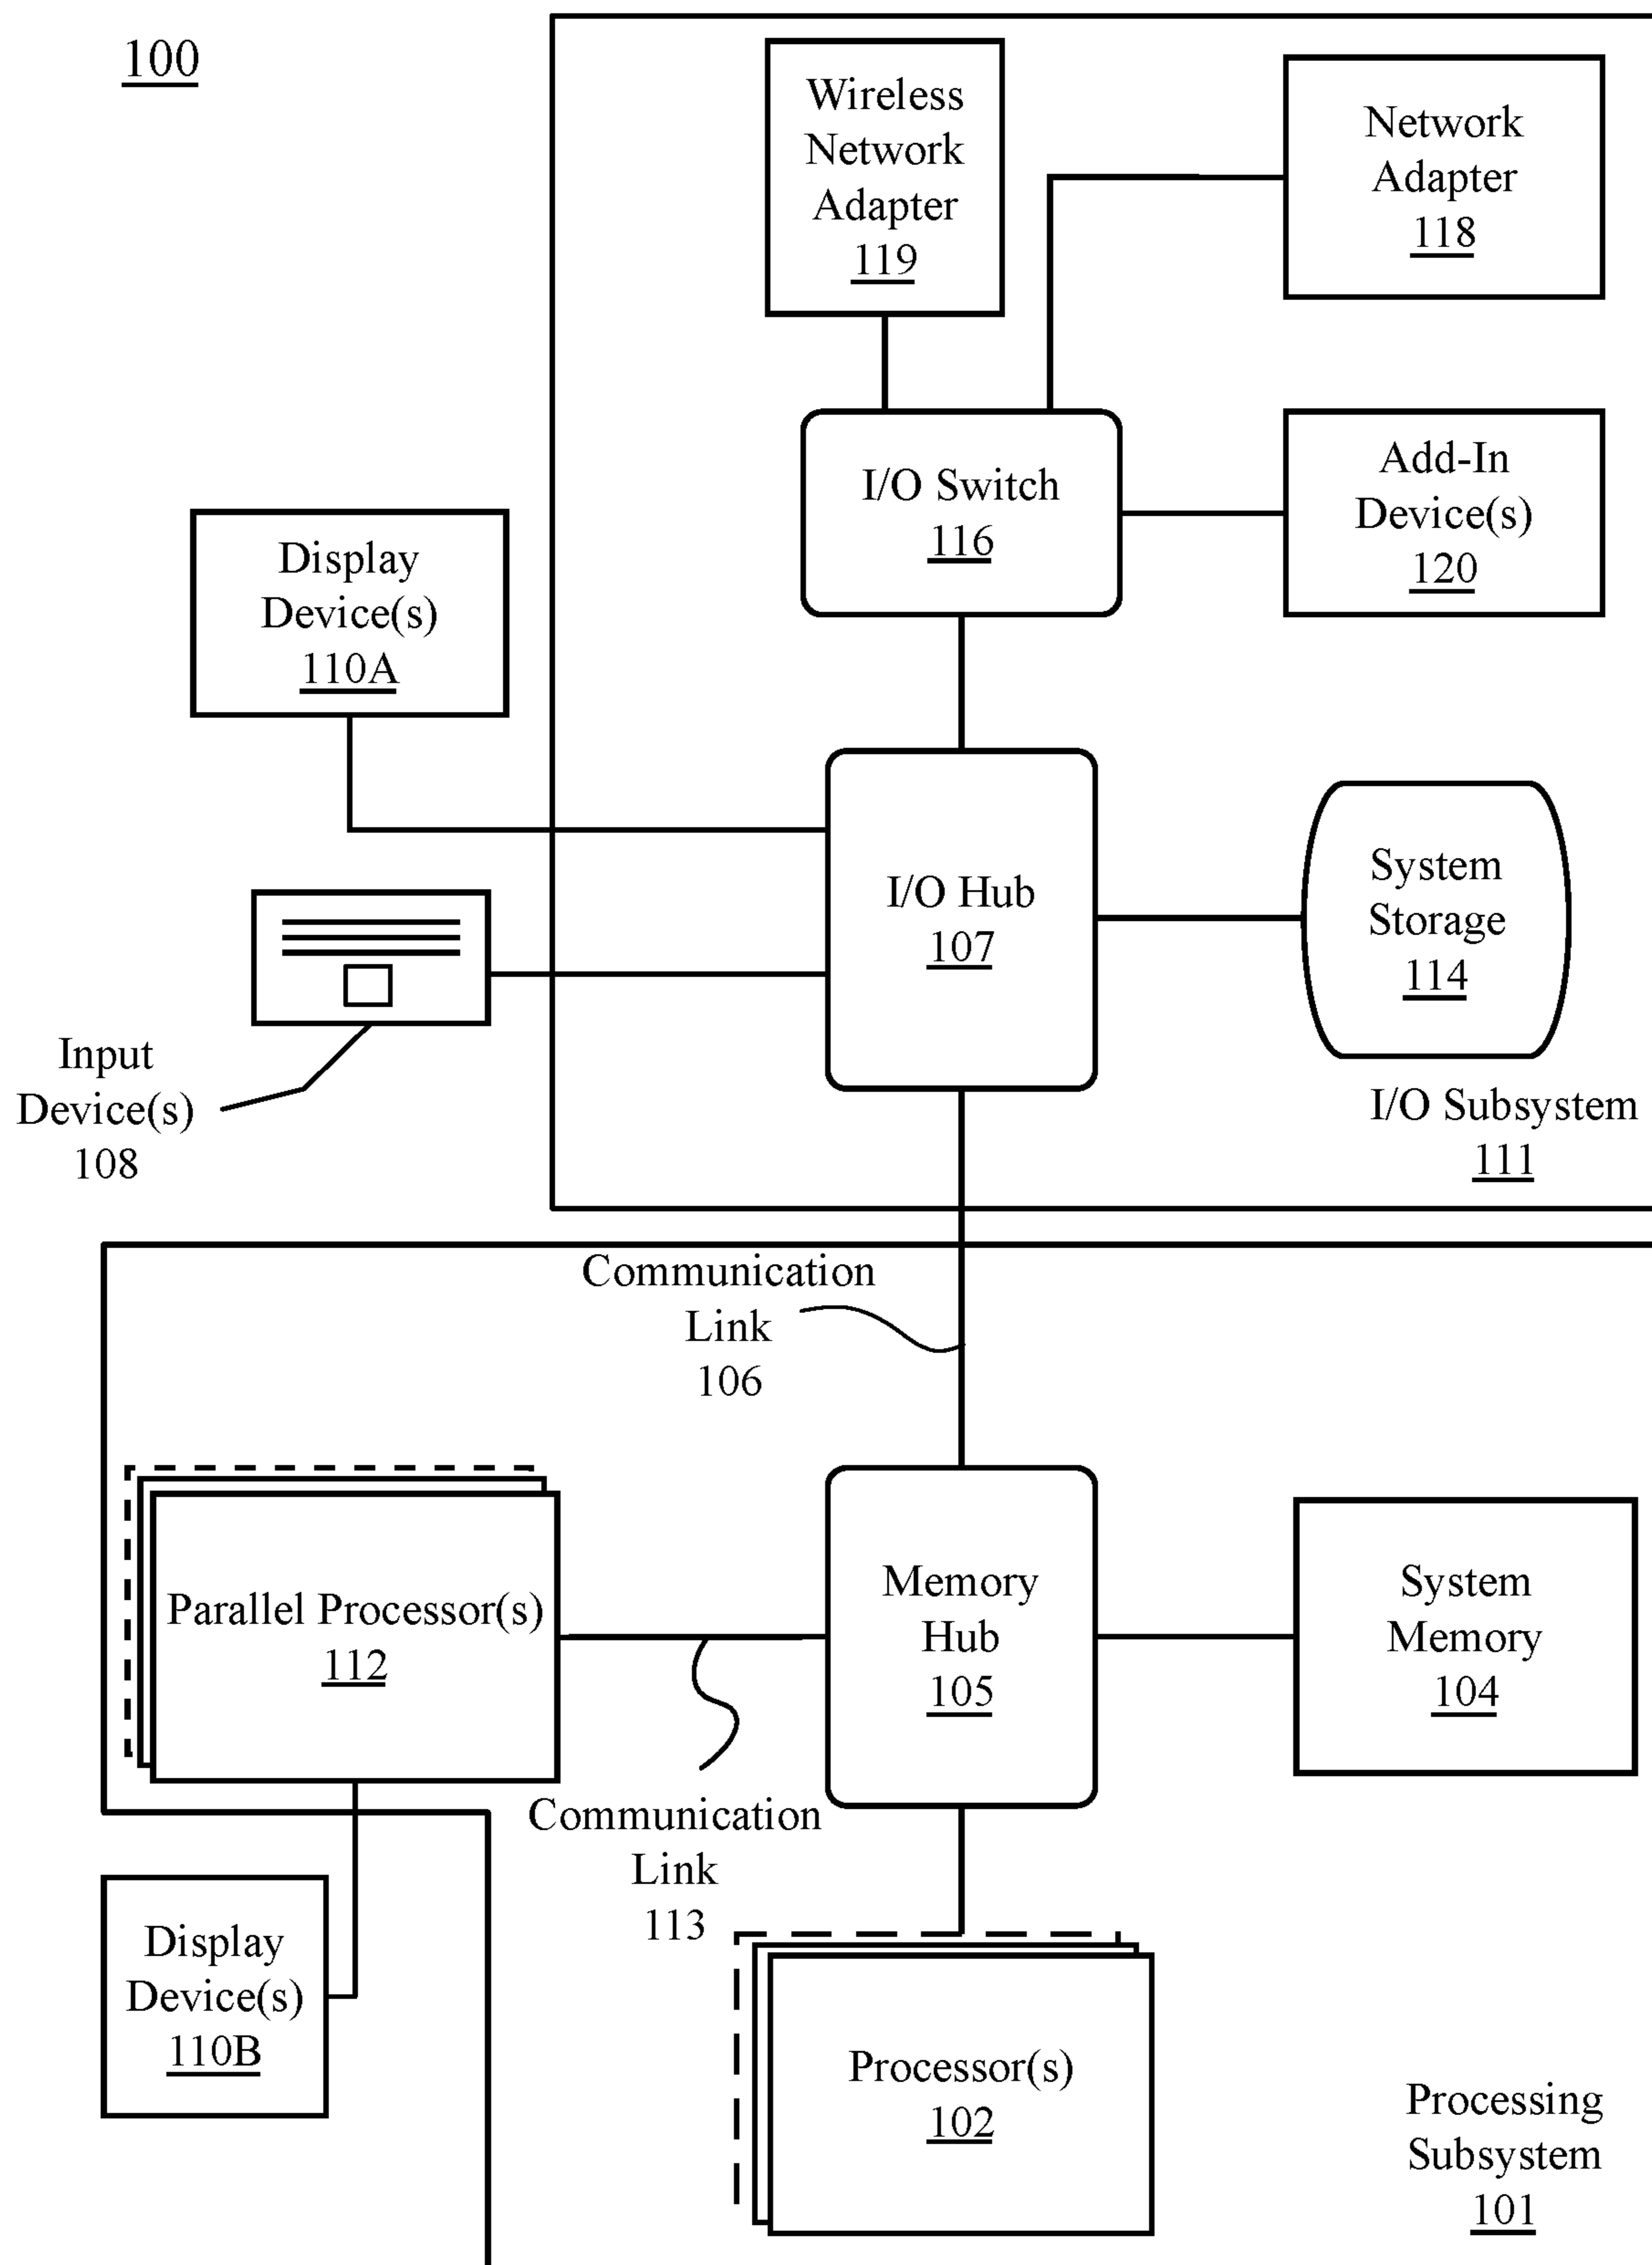 100
Wireless
Network
Adapter
119
Network
Adapter
118
I/O Switch
116
Add-In
Device(s)
120
Display
Device(s)
110A
I/O Hub
107
System
Storage
114
Input
Device(s)
108
I/O Subsystem
111
Communication
Link
106
Parallel Processor(s)
112
Memory
Hub
105
System
Memory
104
Communication
Link
113
Display
Device(s)
110B
Processor(s)
102
Processing
Subsystem
101